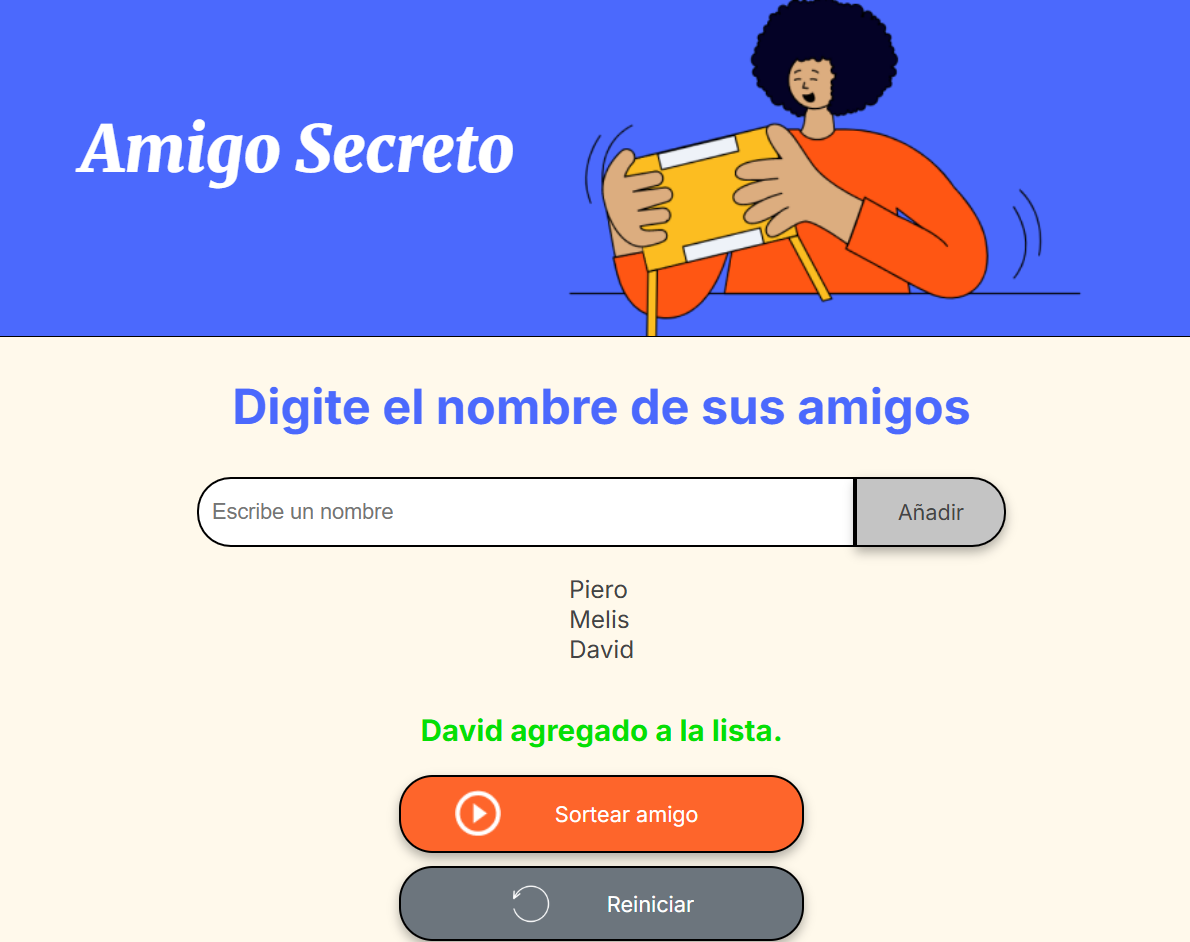 Amigo Secreto
Digite el nombre de sus amigos
Escribe un nombre
Añadir
Piero
Melis
David
David agregado a la lista.
Sortear amigo
Reiniciar